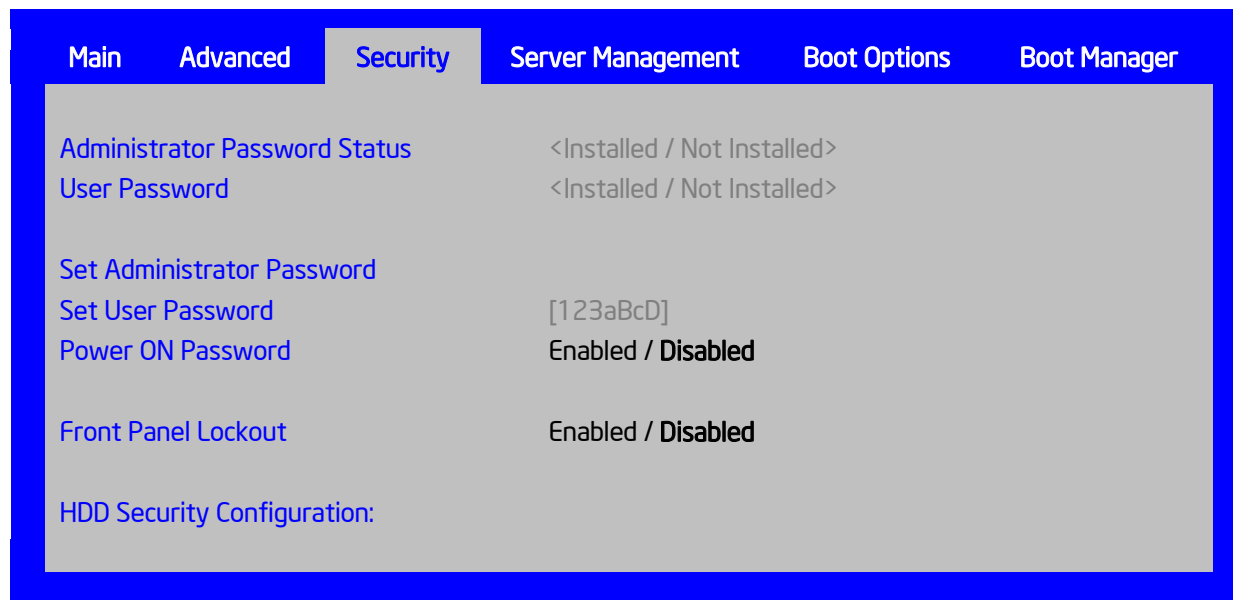 Main Advanced Security Server Management Boot Options Boot Manager
Administrator Password Status <Installed / Not Installed>
User Password <Installed / Not Installed>
Set Administrator Password
Set User Password [123aBcD]
Power ON Password Enabled / Disabled
Front Panel Lockout Enabled / Disabled
HDD Security Configuration: